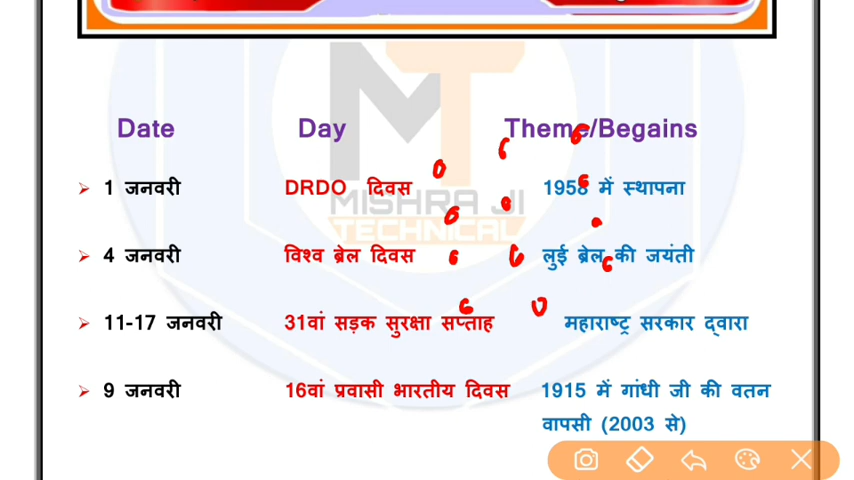 Date Day Theme/Begains
➢ 1 जनवरी DRDO दिवस 1958 में स्थापना
MISHRA JI
TECHNICAL
➢ 4 जनवरी विश्व ब्रेल दिवस लुई ब्रेल की जयंती
➢ 11-17 जनवरी 31वां सड़क सुरक्षा सप्ताह महाराष्ट्र सरकार द्वारा
➢ 9 जनवरी 16वां प्रवासी भारतीय दिवस 1915 में गांधी जी की वतन
वापसी (2003 से)